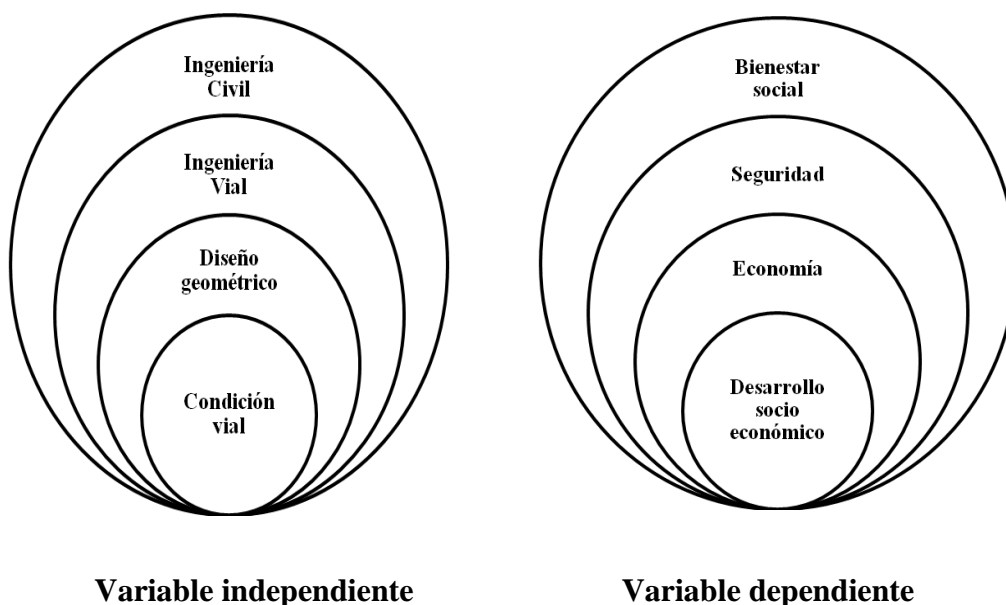 Ingeniería
Civil
Ingeniería
Vial
Diseño
geométrico
Condición
vial
Variable independiente
Bienestar
social
Seguridad
Economía
Desarrollo
socio
económico
Variable dependiente